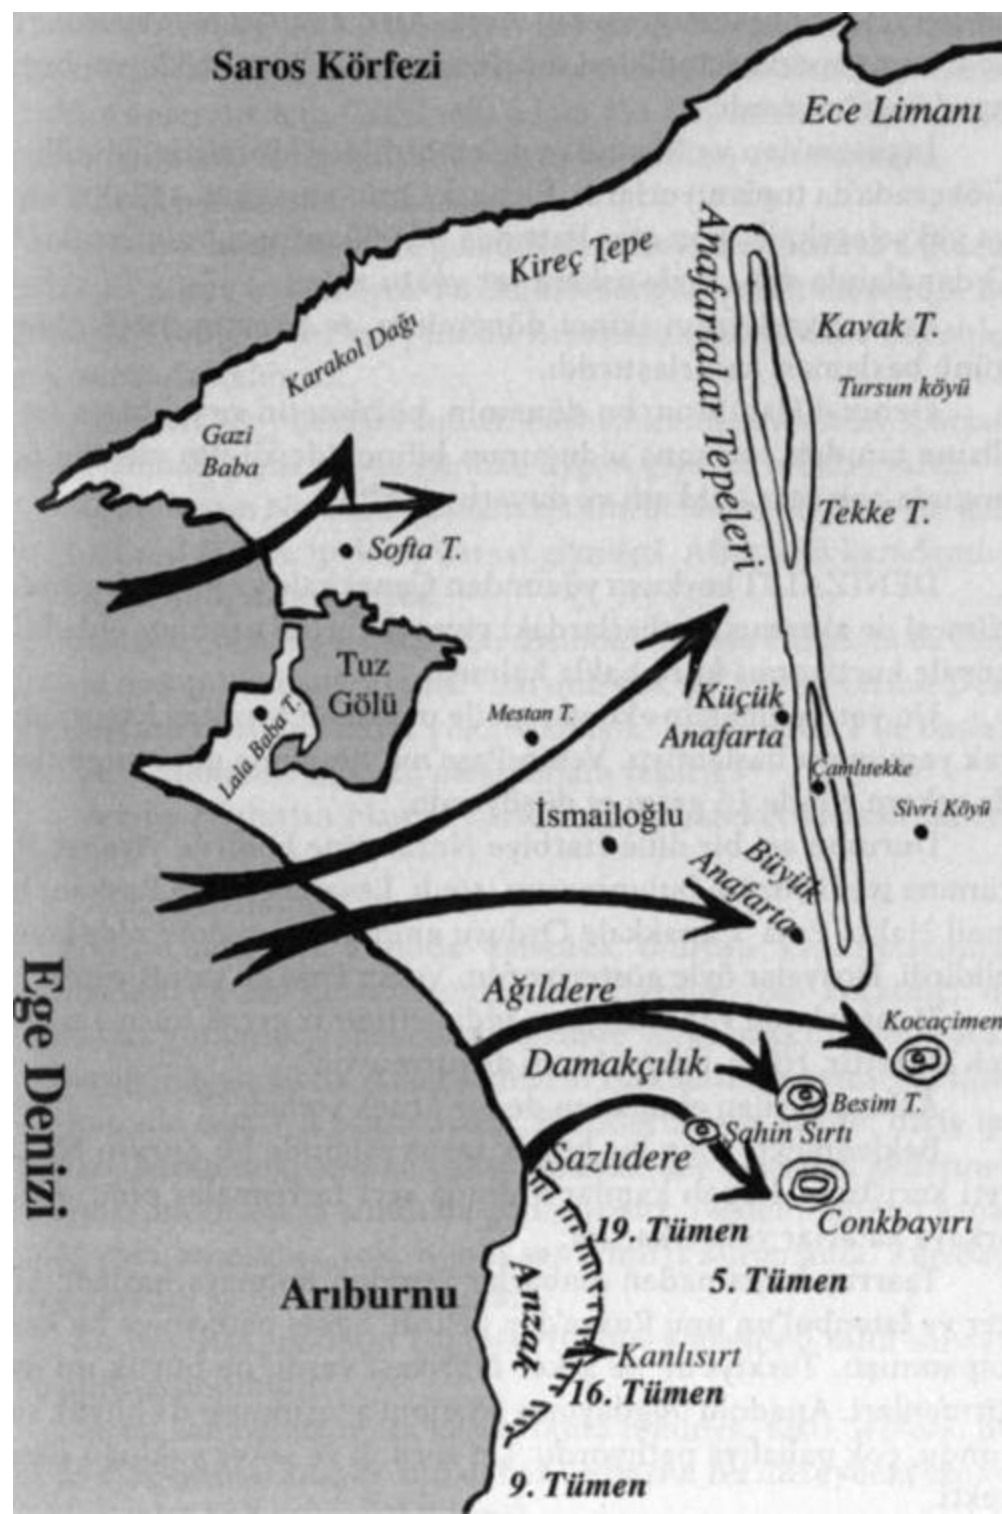 Saros Körfezi
Ece Limanı
Kireç Tepe
Anafartalar Tepeleri
Kavak T.
Karakol Dağı
Tursun köyü
Gazi
Baba
Tekke T.
Softa T.
Tuz
Gölü
Lala Baba T.
Mestan T.
Küçük
Anafarta
Çamlıtekke
Sivri Köyü
İsmailoğlu
Büyük
Anafarta
Ege Denizi
Ağıldere
Kocaçimen
Damakçılık
Besim T.
Şahin Sırtı
Sazlıdere
Conkbayırı
19. Tümen
5. Tümen
Arıburnu
Anzak
Kanlısırt
16. Tümen
9. Tümen